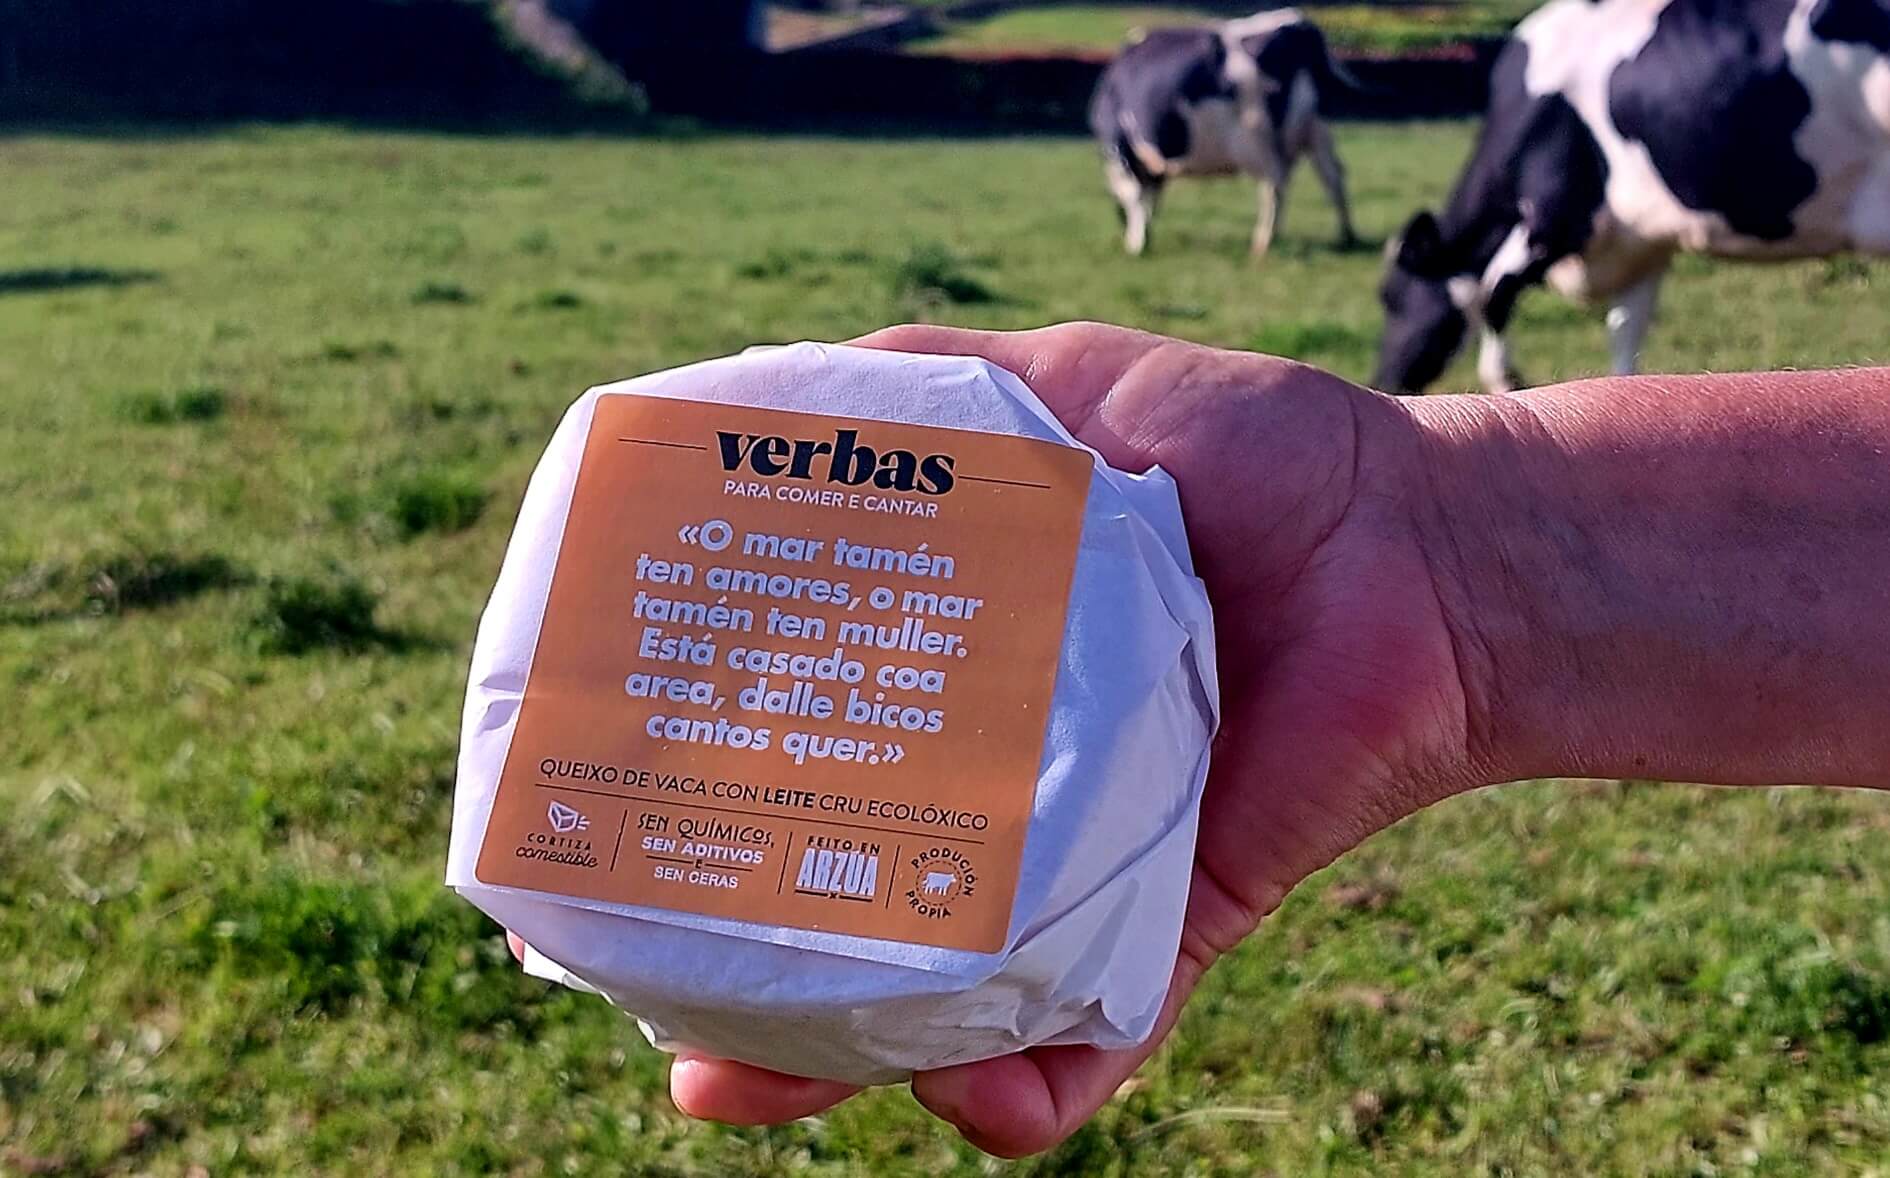 verbas
PARA COMER E CANTAR
«O mar tamén
ten amores, o mar
tamén ten muller.
Está casado coa
area, dalle bicos
cantos quer.»
QUEIXO DE VACA CON LEITE CRU ECOLÓXICO
CORTIZA
comestible
SEN QUÍMICOS,
SEN ADITIVOS
E
SEN CERAS
FEITO EN
ARZUA
PRODUCIÓN
PROPIA